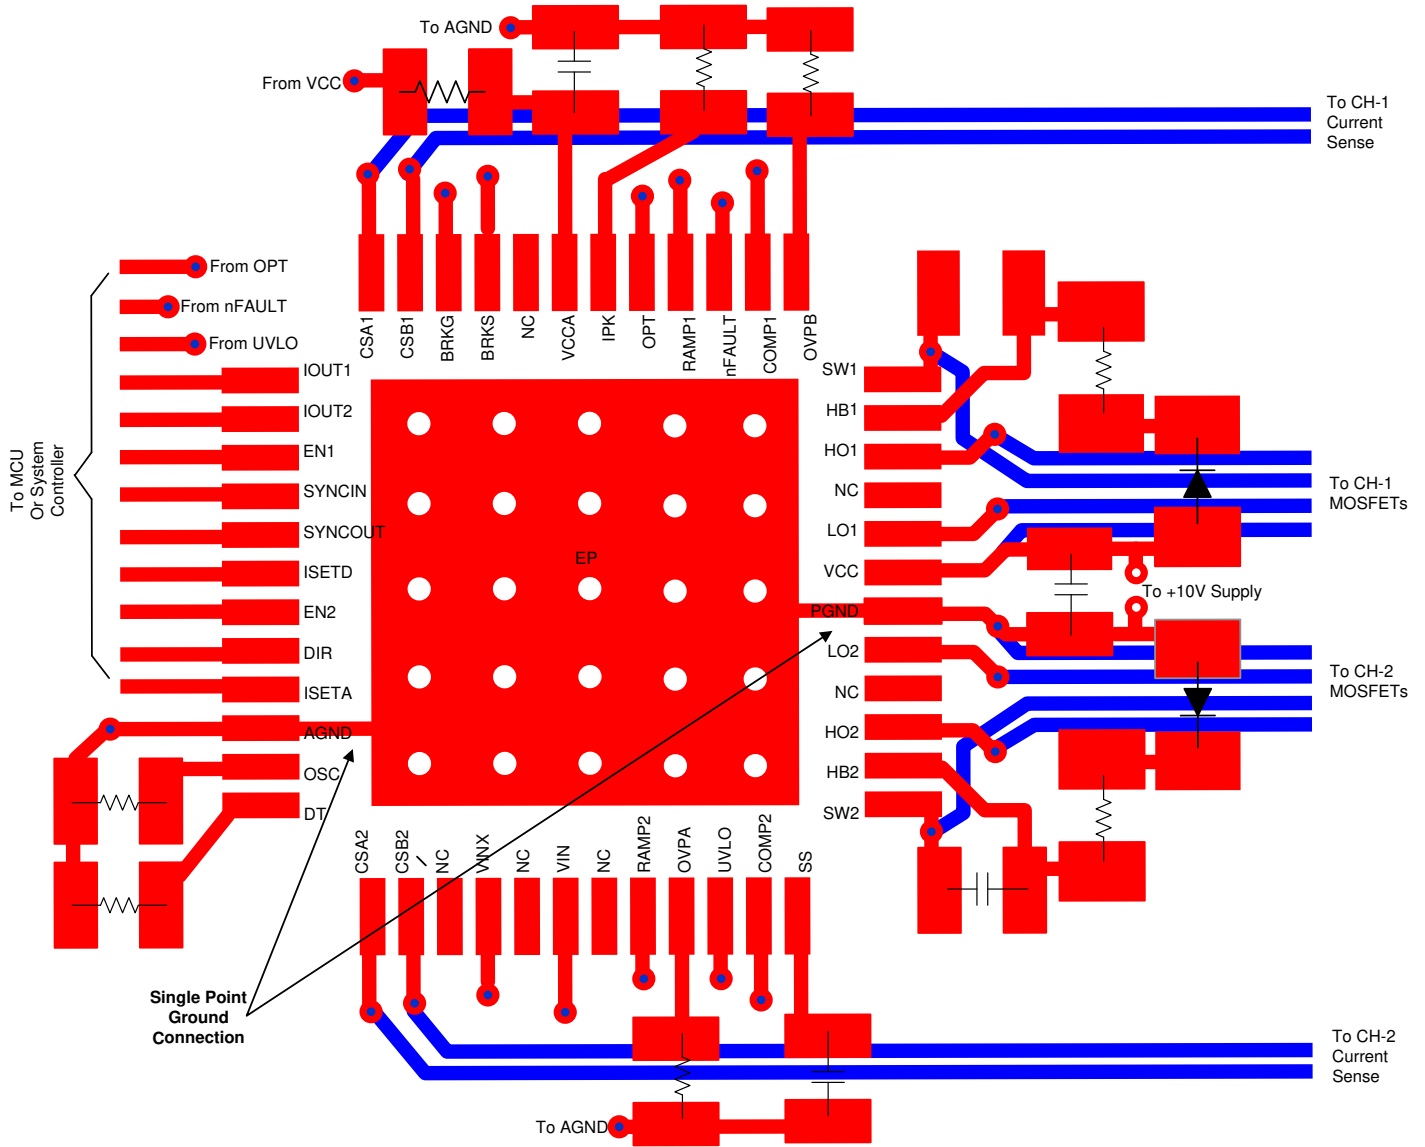 To AGND
From VCC
To CH-1
Current
Sense
From OPT
From nFAULT
From UVLO
To MCU
Or System
Controller
CSA1
CSB1
BRKG
BRKS
NC
VCCA
IPK
OPT
RAMP1
nFAULT
COMP1
OVPB
IOUT1
IOUT2
EN1
SYNCIN
SYNCOUT
ISETD
EN2
DIR
ISETA
AGND
OSC
DT
EP
SW1
HB1
HO1
NC
LO1
VCC
PGND
LO2
NC
HO2
HB2
SW2
To CH-1
MOSFETs
To +10V Supply
To CH-2
MOSFETs
CSA2
CSB2
NC
VINX
NC
VIN
NC
RAMP2
OVPA
UVLO
COMP2
SS
Single Point
Ground
Connection
To CH-2
Current
Sense
To AGND